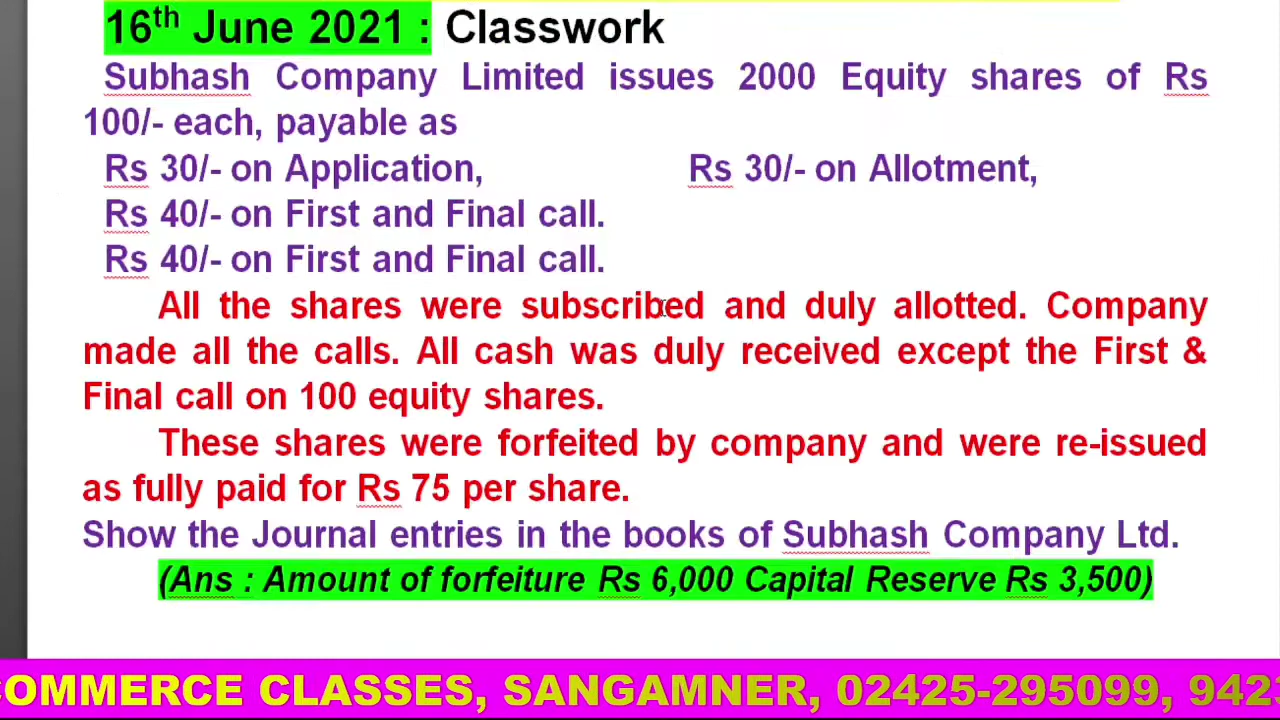 16th June 2021 : Classwork
Subhash Company Limited issues 2000 Equity shares of Rs
100/- each, payable as
Rs 30/- on Application, Rs 30/- on Allotment,
Rs 40/- on First and Final call.
Rs 40/- on First and Final call.
All the shares were subscribed and duly allotted. Company
made all the calls. All cash was duly received except the First &
Final call on 100 equity shares.
These shares were forfeited by company and were re-issued
as fully paid for Rs 75 per share.
Show the Journal entries in the books of Subhash Company Ltd.
(Ans : Amount of forfeiture Rs 6,000 Capital Reserve Rs 3,500)
COMMERCE CLASSES, SANGAMNER, 02425-295099, 942